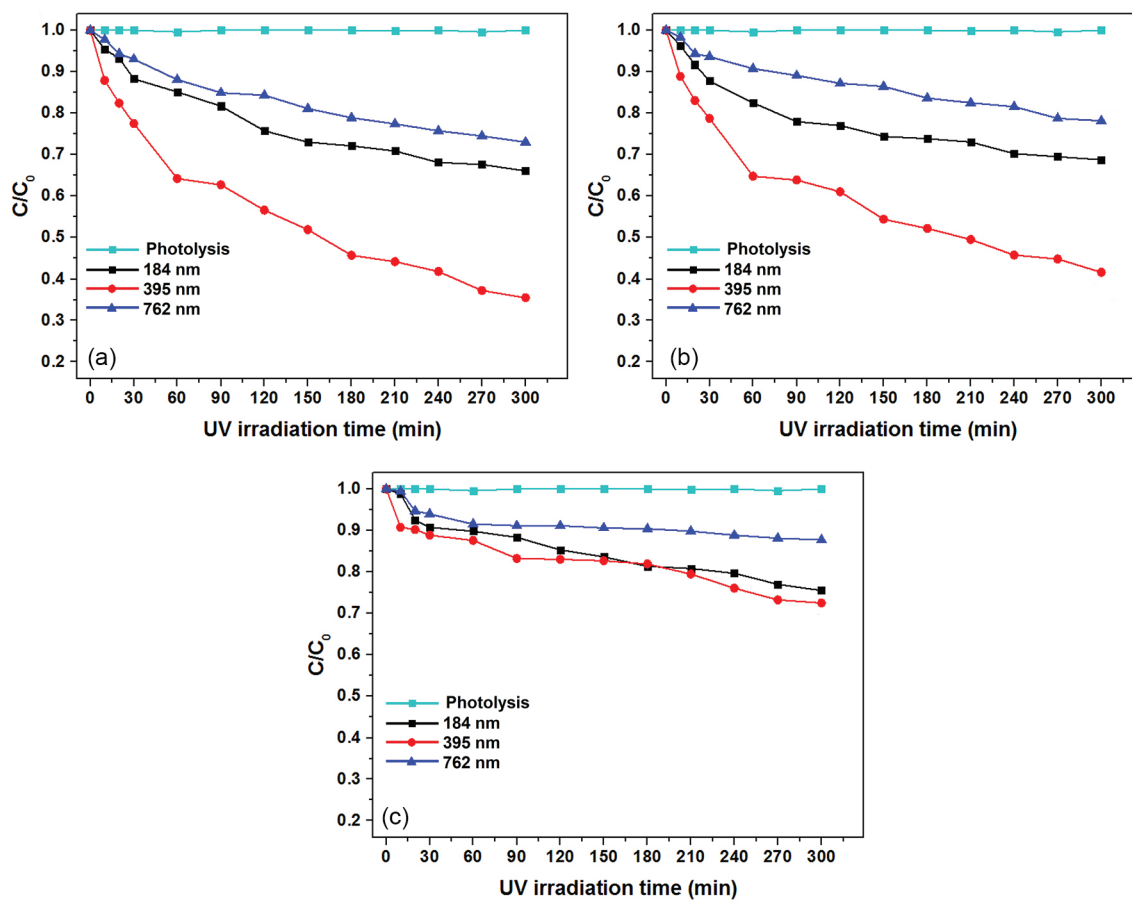 1.0
0.9
0.8
0.7
0.6
0.5
0.4
0.3
0.2
C/C₀
Photolysis
184 nm
395 nm
762 nm
(a)
0 30 60 90 120 150 180 210 240 270 300
UV irradiation time (min)
1.0
0.9
0.8
0.7
0.6
0.5
0.4
0.3
0.2
C/C₀
Photolysis
184 nm
395 nm
762 nm
(b)
0 30 60 90 120 150 180 210 240 270 300
UV irradiation time (min)
1.0
0.9
0.8
0.7
0.6
0.5
0.4
0.3
0.2
C/C₀
Photolysis
184 nm
395 nm
762 nm
(c)
0 30 60 90 120 150 180 210 240 270 300
UV irradiation time (min)